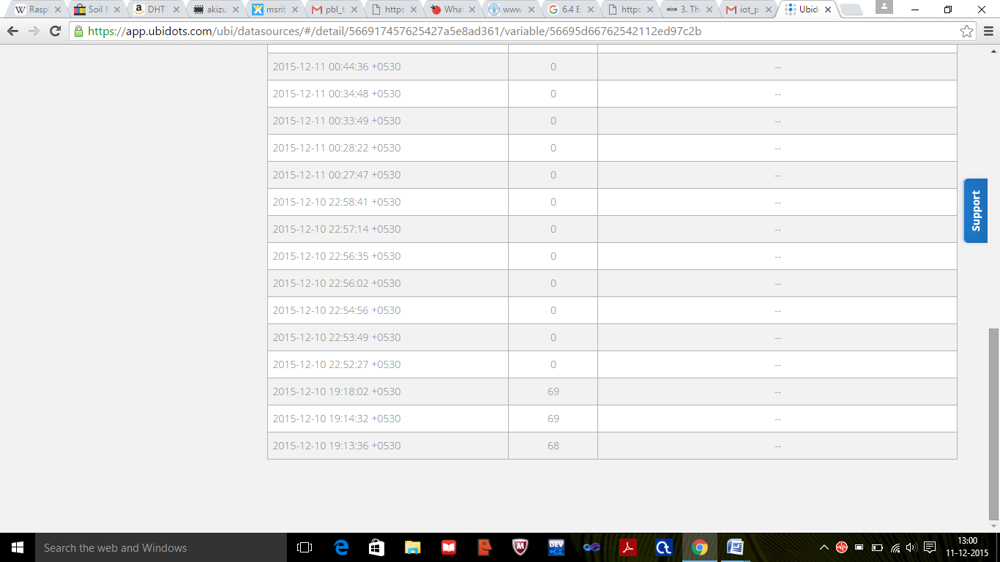 Rasp
Soil M
DHT
akizu
msrit
pbl_t
https
Wha
www
6.4 E
https
3. Th
iot_p
Ubid
https://app.ubidots.com/ubi/datasources/#/detail/566917457625427a5e8ad361/variable/56695d66762542112ed97c2b
2015-12-11 00:44:36 +0530 0 --
2015-12-11 00:34:48 +0530 0 --
2015-12-11 00:33:49 +0530 0 --
2015-12-11 00:28:22 +0530 0 --
2015-12-11 00:27:47 +0530 0 --
2015-12-10 22:58:41 +0530 0 --
2015-12-10 22:57:14 +0530 0 --
2015-12-10 22:56:35 +0530 0 --
2015-12-10 22:56:02 +0530 0 --
2015-12-10 22:54:56 +0530 0 --
2015-12-10 22:53:49 +0530 0 --
2015-12-10 22:52:27 +0530 0 --
2015-12-10 19:18:02 +0530 69 --
2015-12-10 19:14:32 +0530 69 --
2015-12-10 19:13:36 +0530 68 --
Support
Search the web and Windows
DEV
13:00
11-12-2015